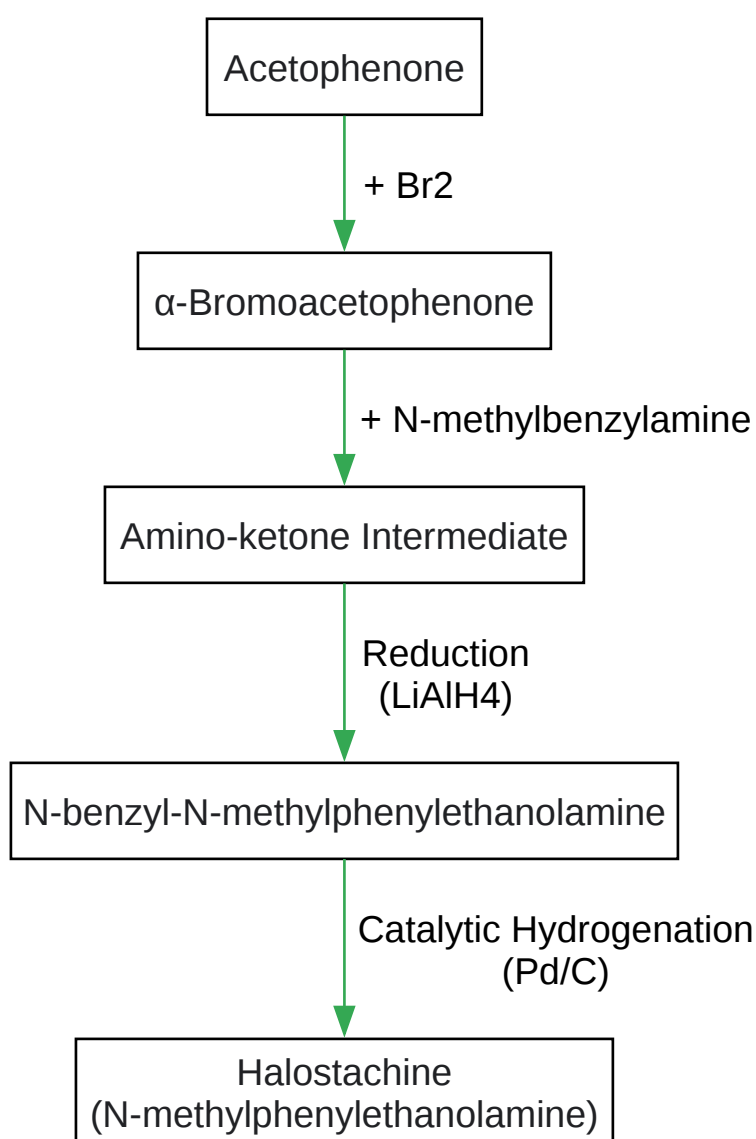 Acetophenone
+ Br2
α-Bromoacetophenone
+ N-methylbenzylamine
Amino-ketone Intermediate
Reduction
(LiAlH4)
N-benzyl-N-methylphenylethanolamine
Catalytic Hydrogenation
(Pd/C)
Halostachine
(N-methylphenylethanolamine)